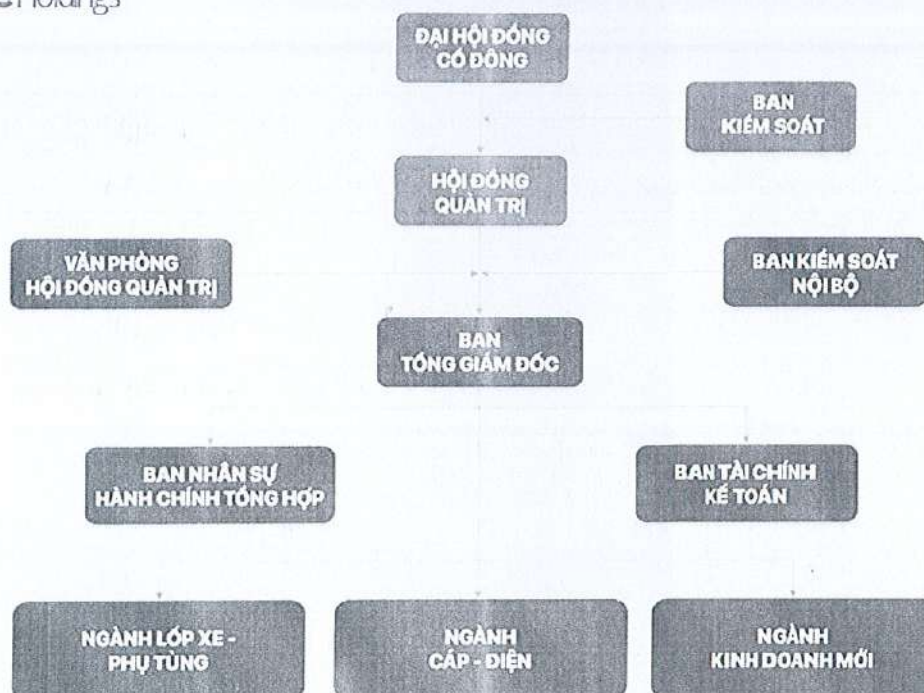 Holdings
ĐẠI HỘI ĐỒNG
CỔ ĐÔNG
BAN
KIỂM SOÁT
HỘI ĐỒNG
QUẢN TRỊ
VĂN PHÒNG
HỘI ĐỒNG QUẢN TRỊ
BAN KIỂM SOÁT
NỘI BỘ
BAN
TỔNG GIÁM ĐỐC
BAN NHÂN SỰ
HÀNH CHÍNH TỔNG HỢP
BAN TÀI CHÍNH
KẾ TOÁN
NGÀNH LỐP XE -
PHỤ TÙNG
NGÀNH
CÁP - ĐIỆN
NGÀNH
KINH DOANH MỚI